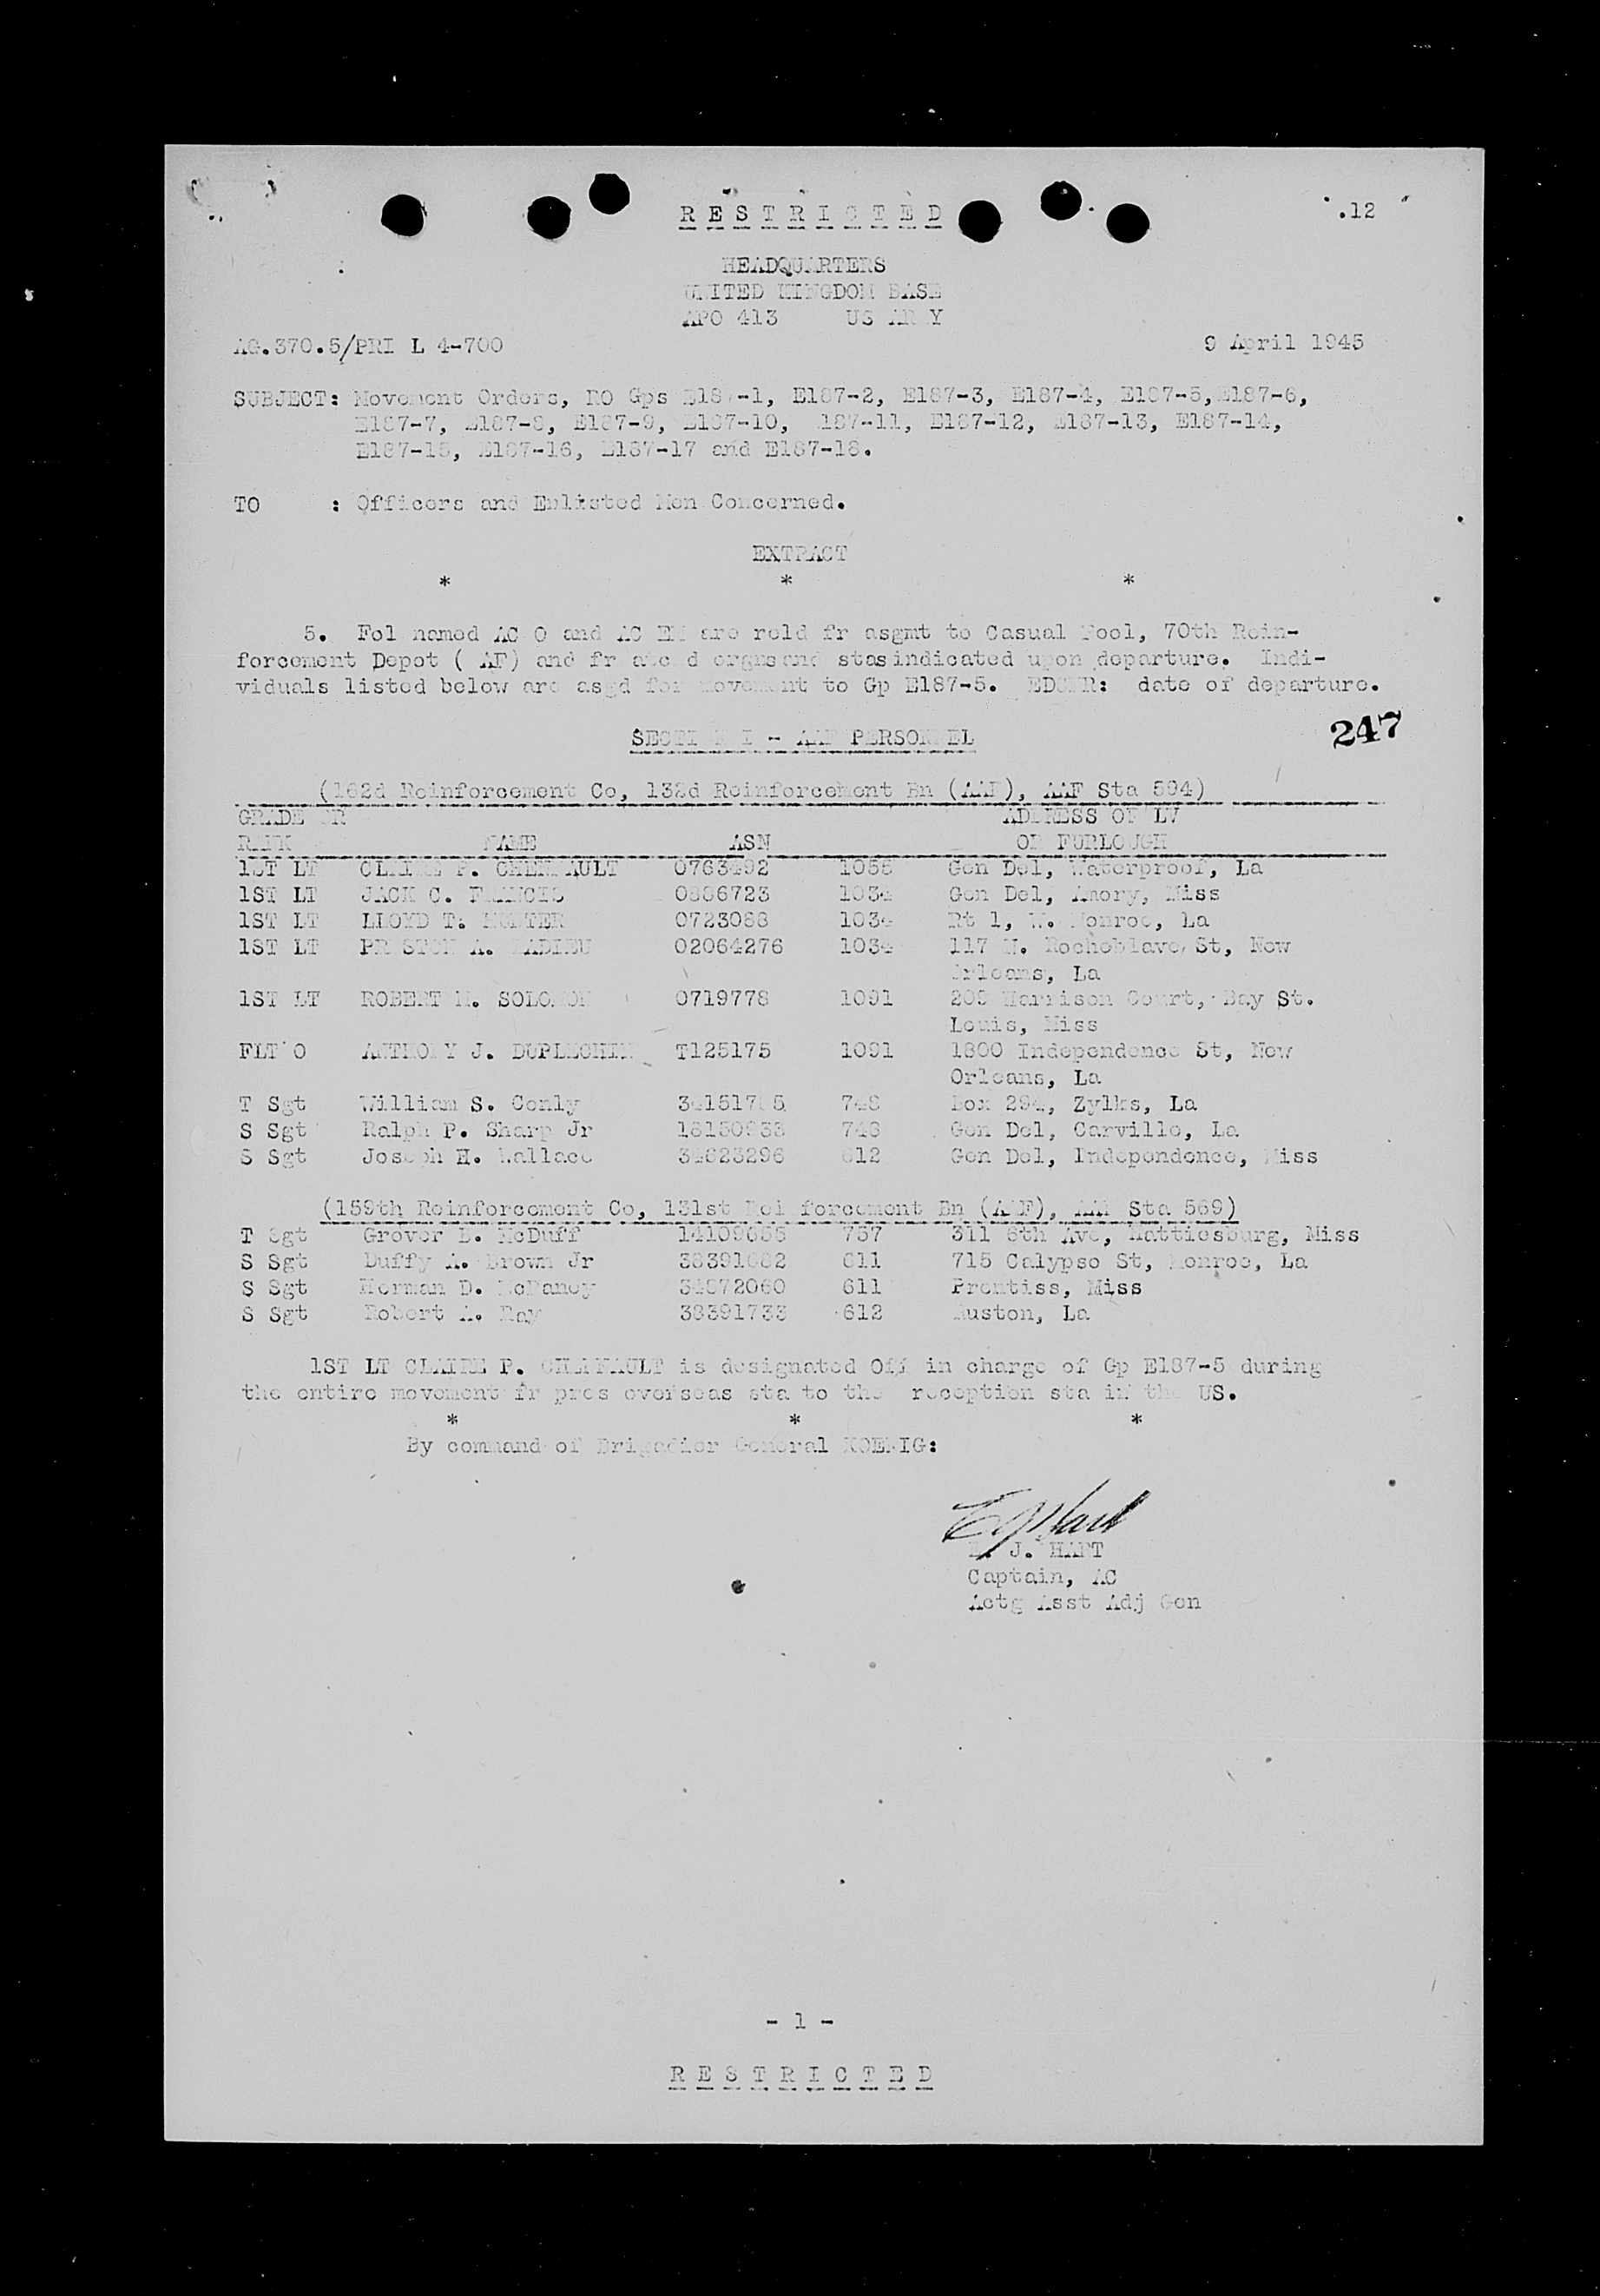 R E S T R I C T E D
.12
HEADQUARTERS
UNITED KINGDOM BASE
APO 413 US ARMY
AG.370.5/PRI L 4-700 9 April 1945
SUBJECT: Movement Orders, RO Gps E187-1, E187-2, E187-3, E187-4, E187-5, E187-6,
E187-7, E187-8, E187-9, E187-10, E187-11, E187-12, E187-13, E187-14,
E187-15, E187-16, E187-17 and E187-18.
TO : Officers and Enlisted Men Concerned.
EXTRACT
* * *
5. Fol named AC O and AC EM are reld fr asgmt to Casual Pool, 70th Rein-
forcement Depot (AAF) and fr atchd orgns and stas indicated upon departure. Indi-
viduals listed below are asgd for movement to Gp E187-5. EDCMR: date of departure.
247
SECTION I - AAF PERSONNEL
(162d Reinforcement Co, 132d Reinforcement Bn (AAF), AAF Sta 594)
GRADE OR ADDRESS OF LV
RANK NAME ASN OR FURLOUGH
1ST LT CLAIRE P. CHENNAULT 1055 Gen Del, Waterproof, La
1ST LT JACK C. FRANCIS 0886723 1034 Gen Del, Amory, Miss
1ST LT LLOYD T. 0723088 1034 Rt 1, W. Monroe, La
1ST LT PRESTON A. 02064276 1034 117 N. Rocheblave St, New
Orleans, La
1ST LT ROBERT M. SOLOMON 0719778 1091 Harrison Court, Bay St.
Louis, Miss
FLT O ANTHONY J. DUPLECHIN T125175 1091 1800 Independence St, New
Orleans, La
T Sgt William S. Conly 748 Box 294, Zylks, La
S Sgt Ralph P. Sharp Jr 748 Gen Del, Carville, La
S Sgt Joseph H. Wallace 34823296 612 Gen Del, Independence, Miss
(159th Reinforcement Co, 131st Reinforcement Bn (AAF), AAF Sta 569)
T Sgt Grover B. McDuff 757 311 6th Ave, Hattiesburg, Miss
S Sgt Duffy A. Brown Jr 611 715 Calypso St, Monroe, La
S Sgt Herman D. McRaney 34872060 611 Prentiss, Miss
S Sgt Robert A. Ray 38391733 612 Ruston, La
1ST LT CLAIRE P. CHENNAULT is designated Off in charge of Gp E187-5 during
the entire movement fr pres overseas sta to the reception sta in the US.
* * *
By command of Brigadier General KOENIG:
E. J. HART
Captain, AC
Actg Asst Adj Gen
- 1 -
R E S T R I C T E D